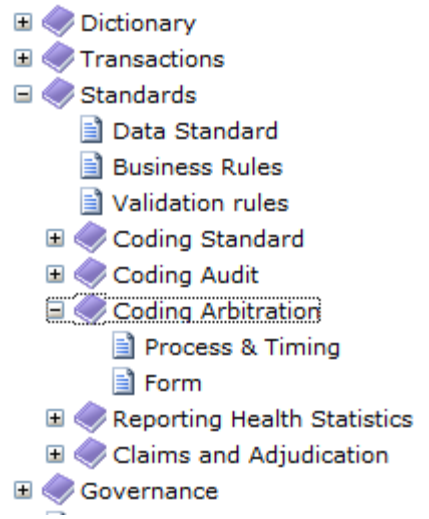 Dictionary
Transactions
Standards
Data Standard
Business Rules
Validation rules
Coding Standard
Coding Audit
Coding Arbitration
Process & Timing
Form
Reporting Health Statistics
Claims and Adjudication
Governance